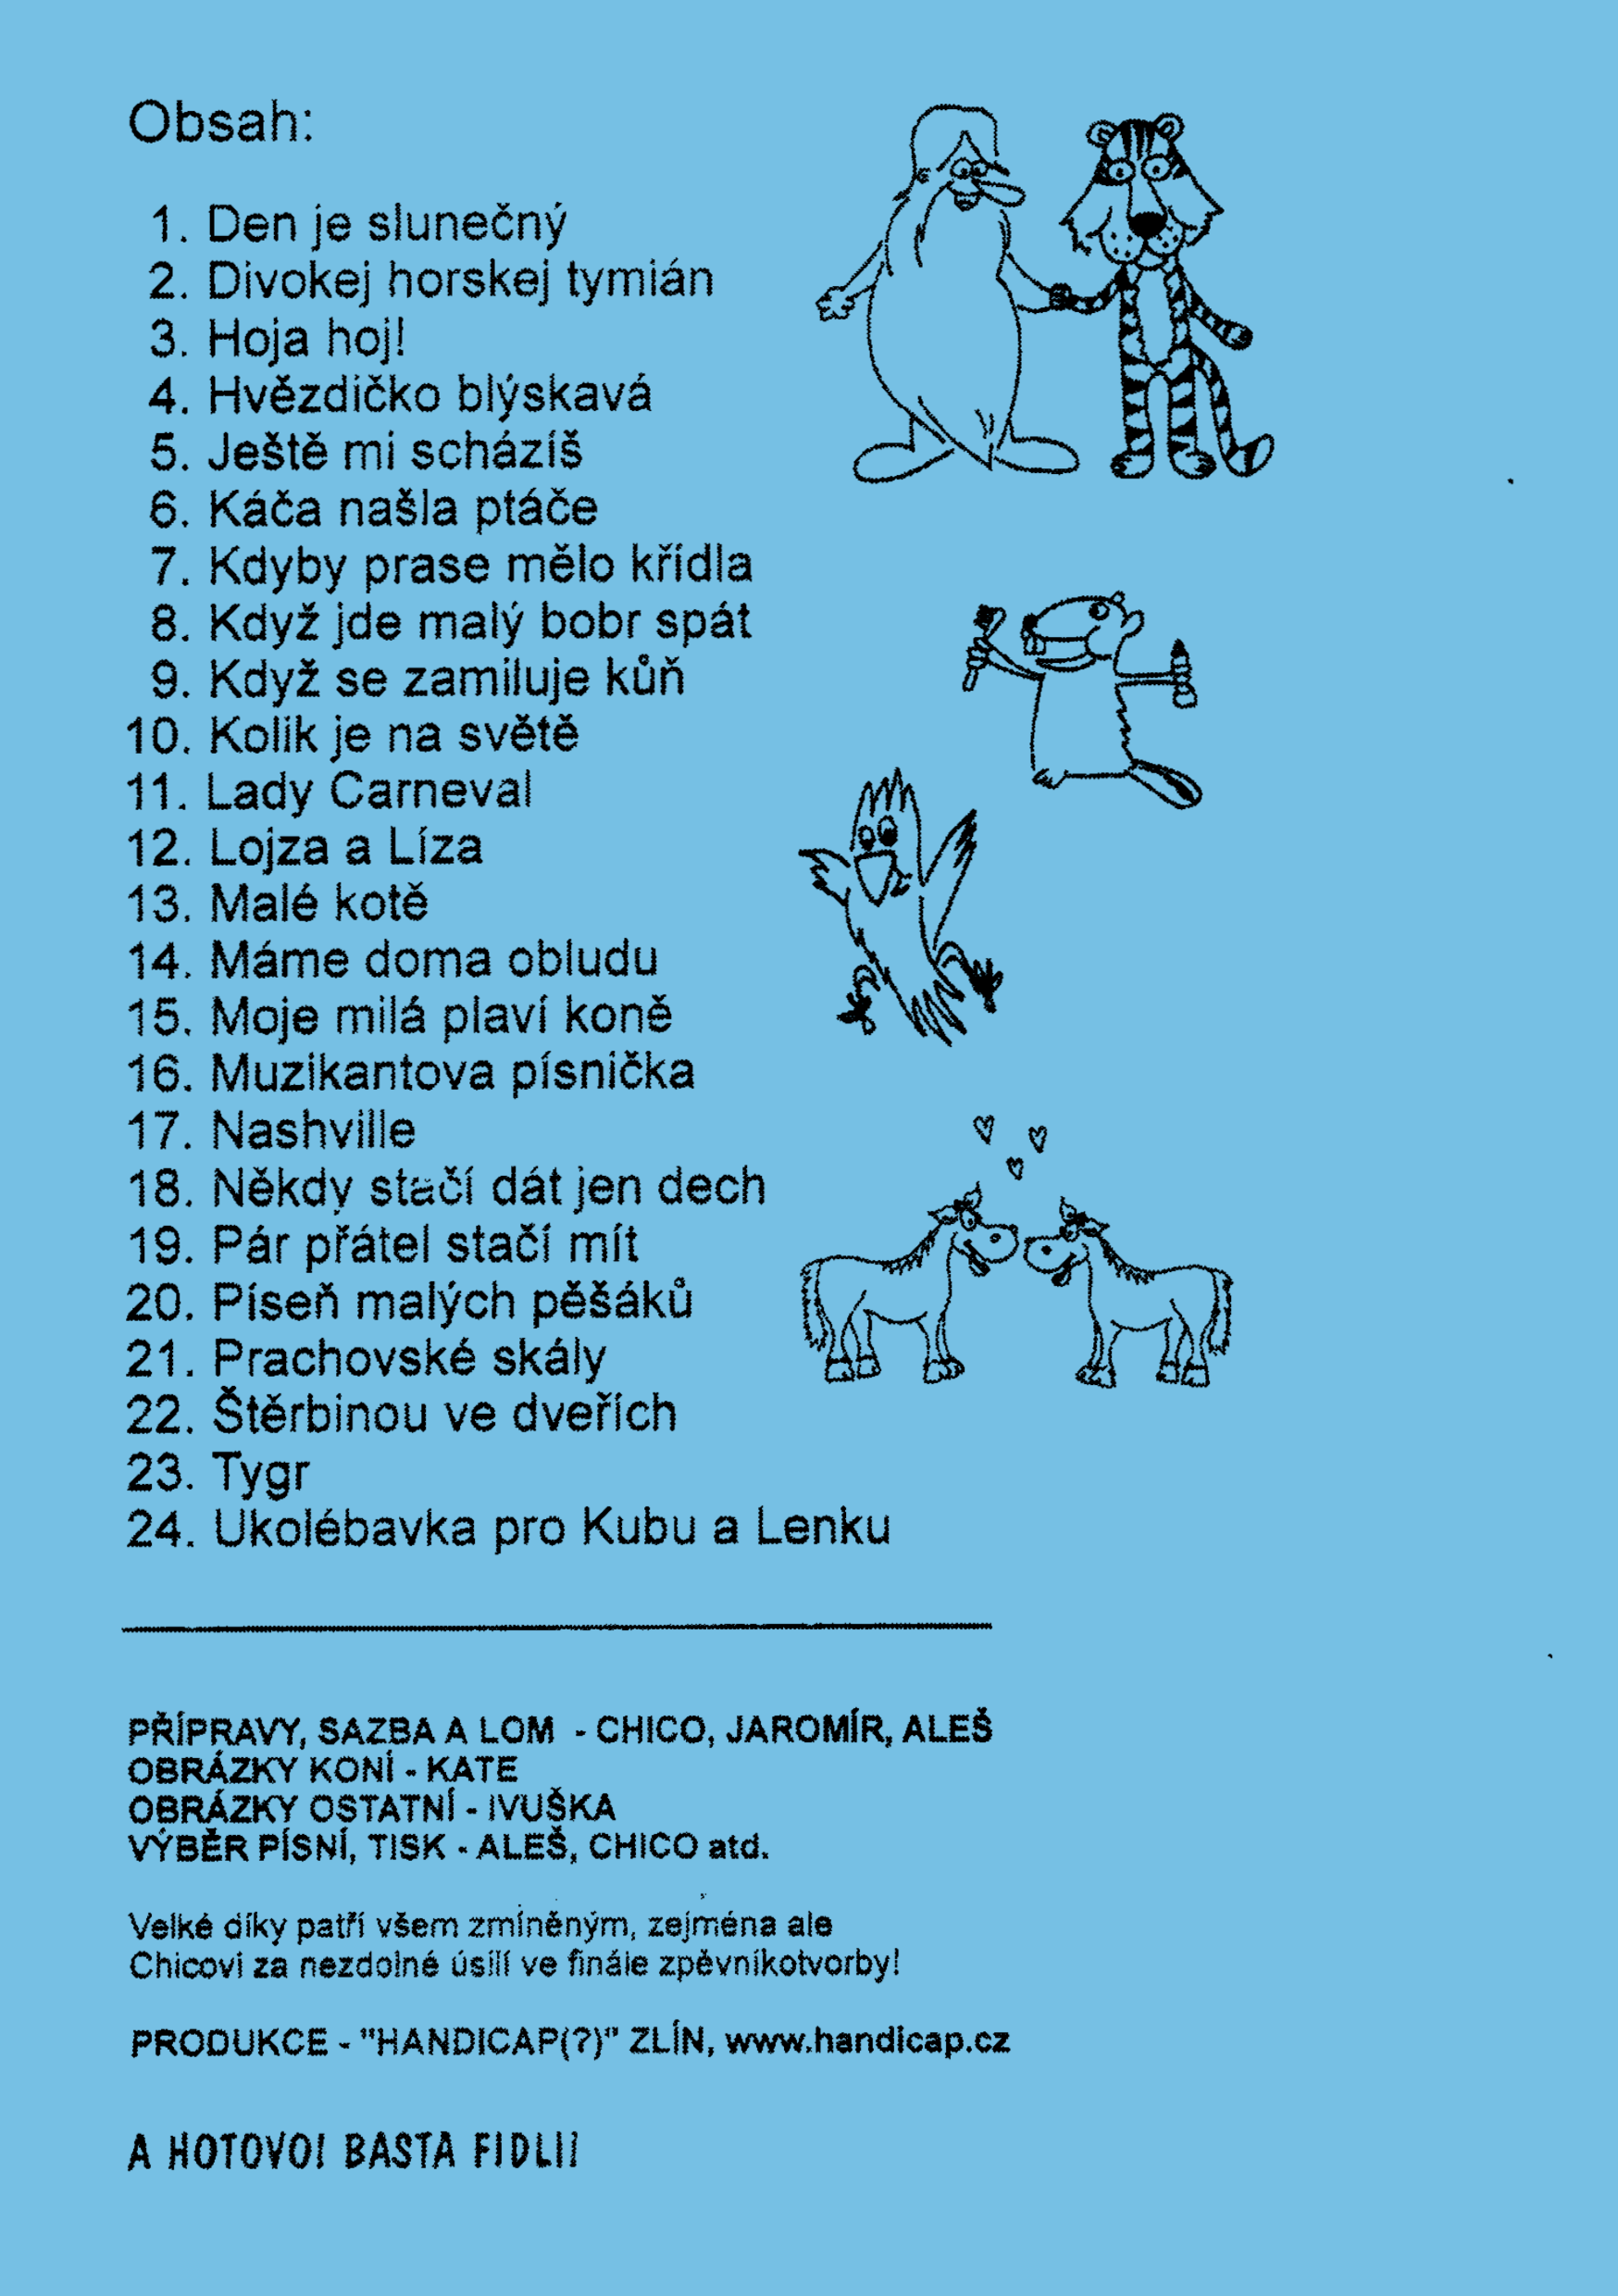 Obsah:
1. Den je slunečný
2. Divokej horskej tymián
3. Hoja hoj!
4. Hvězdičko blýskavá
5. Ještě mi scházíš
6. Káča našla ptáče
7. Kdyby prase mělo křídla
8. Když jde malý bobr spát
9. Když se zamiluje kůň
10. Kolik je na světě
11. Lady Carneval
12. Lojza a Líza
13. Malé kotě
14. Máme doma obludu
15. Moje milá plaví koně
16. Muzikantova písnička
17. Nashville
18. Někdy stačí dát jen dech
19. Pár přátel stačí mít
20. Píseň malých pěšáků
21. Prachovské skály
22. Štěrbinou ve dveřích
23. Tygr
24. Ukolébavka pro Kubu a Lenku
PŘÍPRAVY, SAZBA A LOM - CHICO, JAROMÍR, ALEŠ
OBRÁZKY KONÍ - KATE
OBRÁZKY OSTATNÍ - IVUŠKA
VÝBĚR PÍSNÍ, TISK - ALEŠ, CHICO atd.
Velké díky patří všem zmíněným, zejména ale
Chicovi za nezdolné úsilí ve finále zpěvníkotvorby!
PRODUKCE - "HANDICAP(?)" ZLÍN, www.handicap.cz
A HOTOVO! BASTA FIDLI!